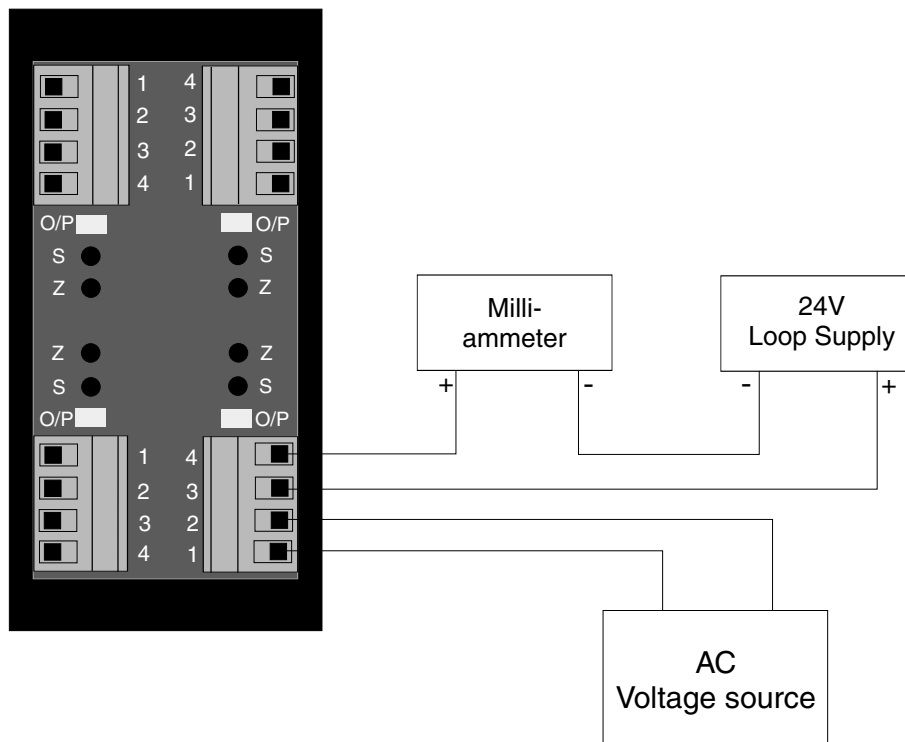 1 4
2 3
3 2
4 1
O/P O/P
S S
Z Z
Milli-
ammeter
24V
Loop Supply
Z Z
S S
+ - - +
O/P O/P
1 4
2 3
3 2
4 1
AC
Voltage source